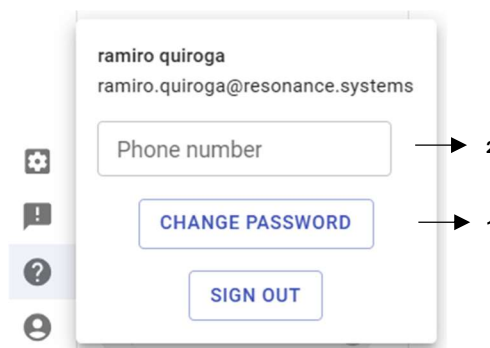 ramiro quiroga
ramiro.quiroga@resonance.systems
Phone number
CHANGE PASSWORD
SIGN OUT